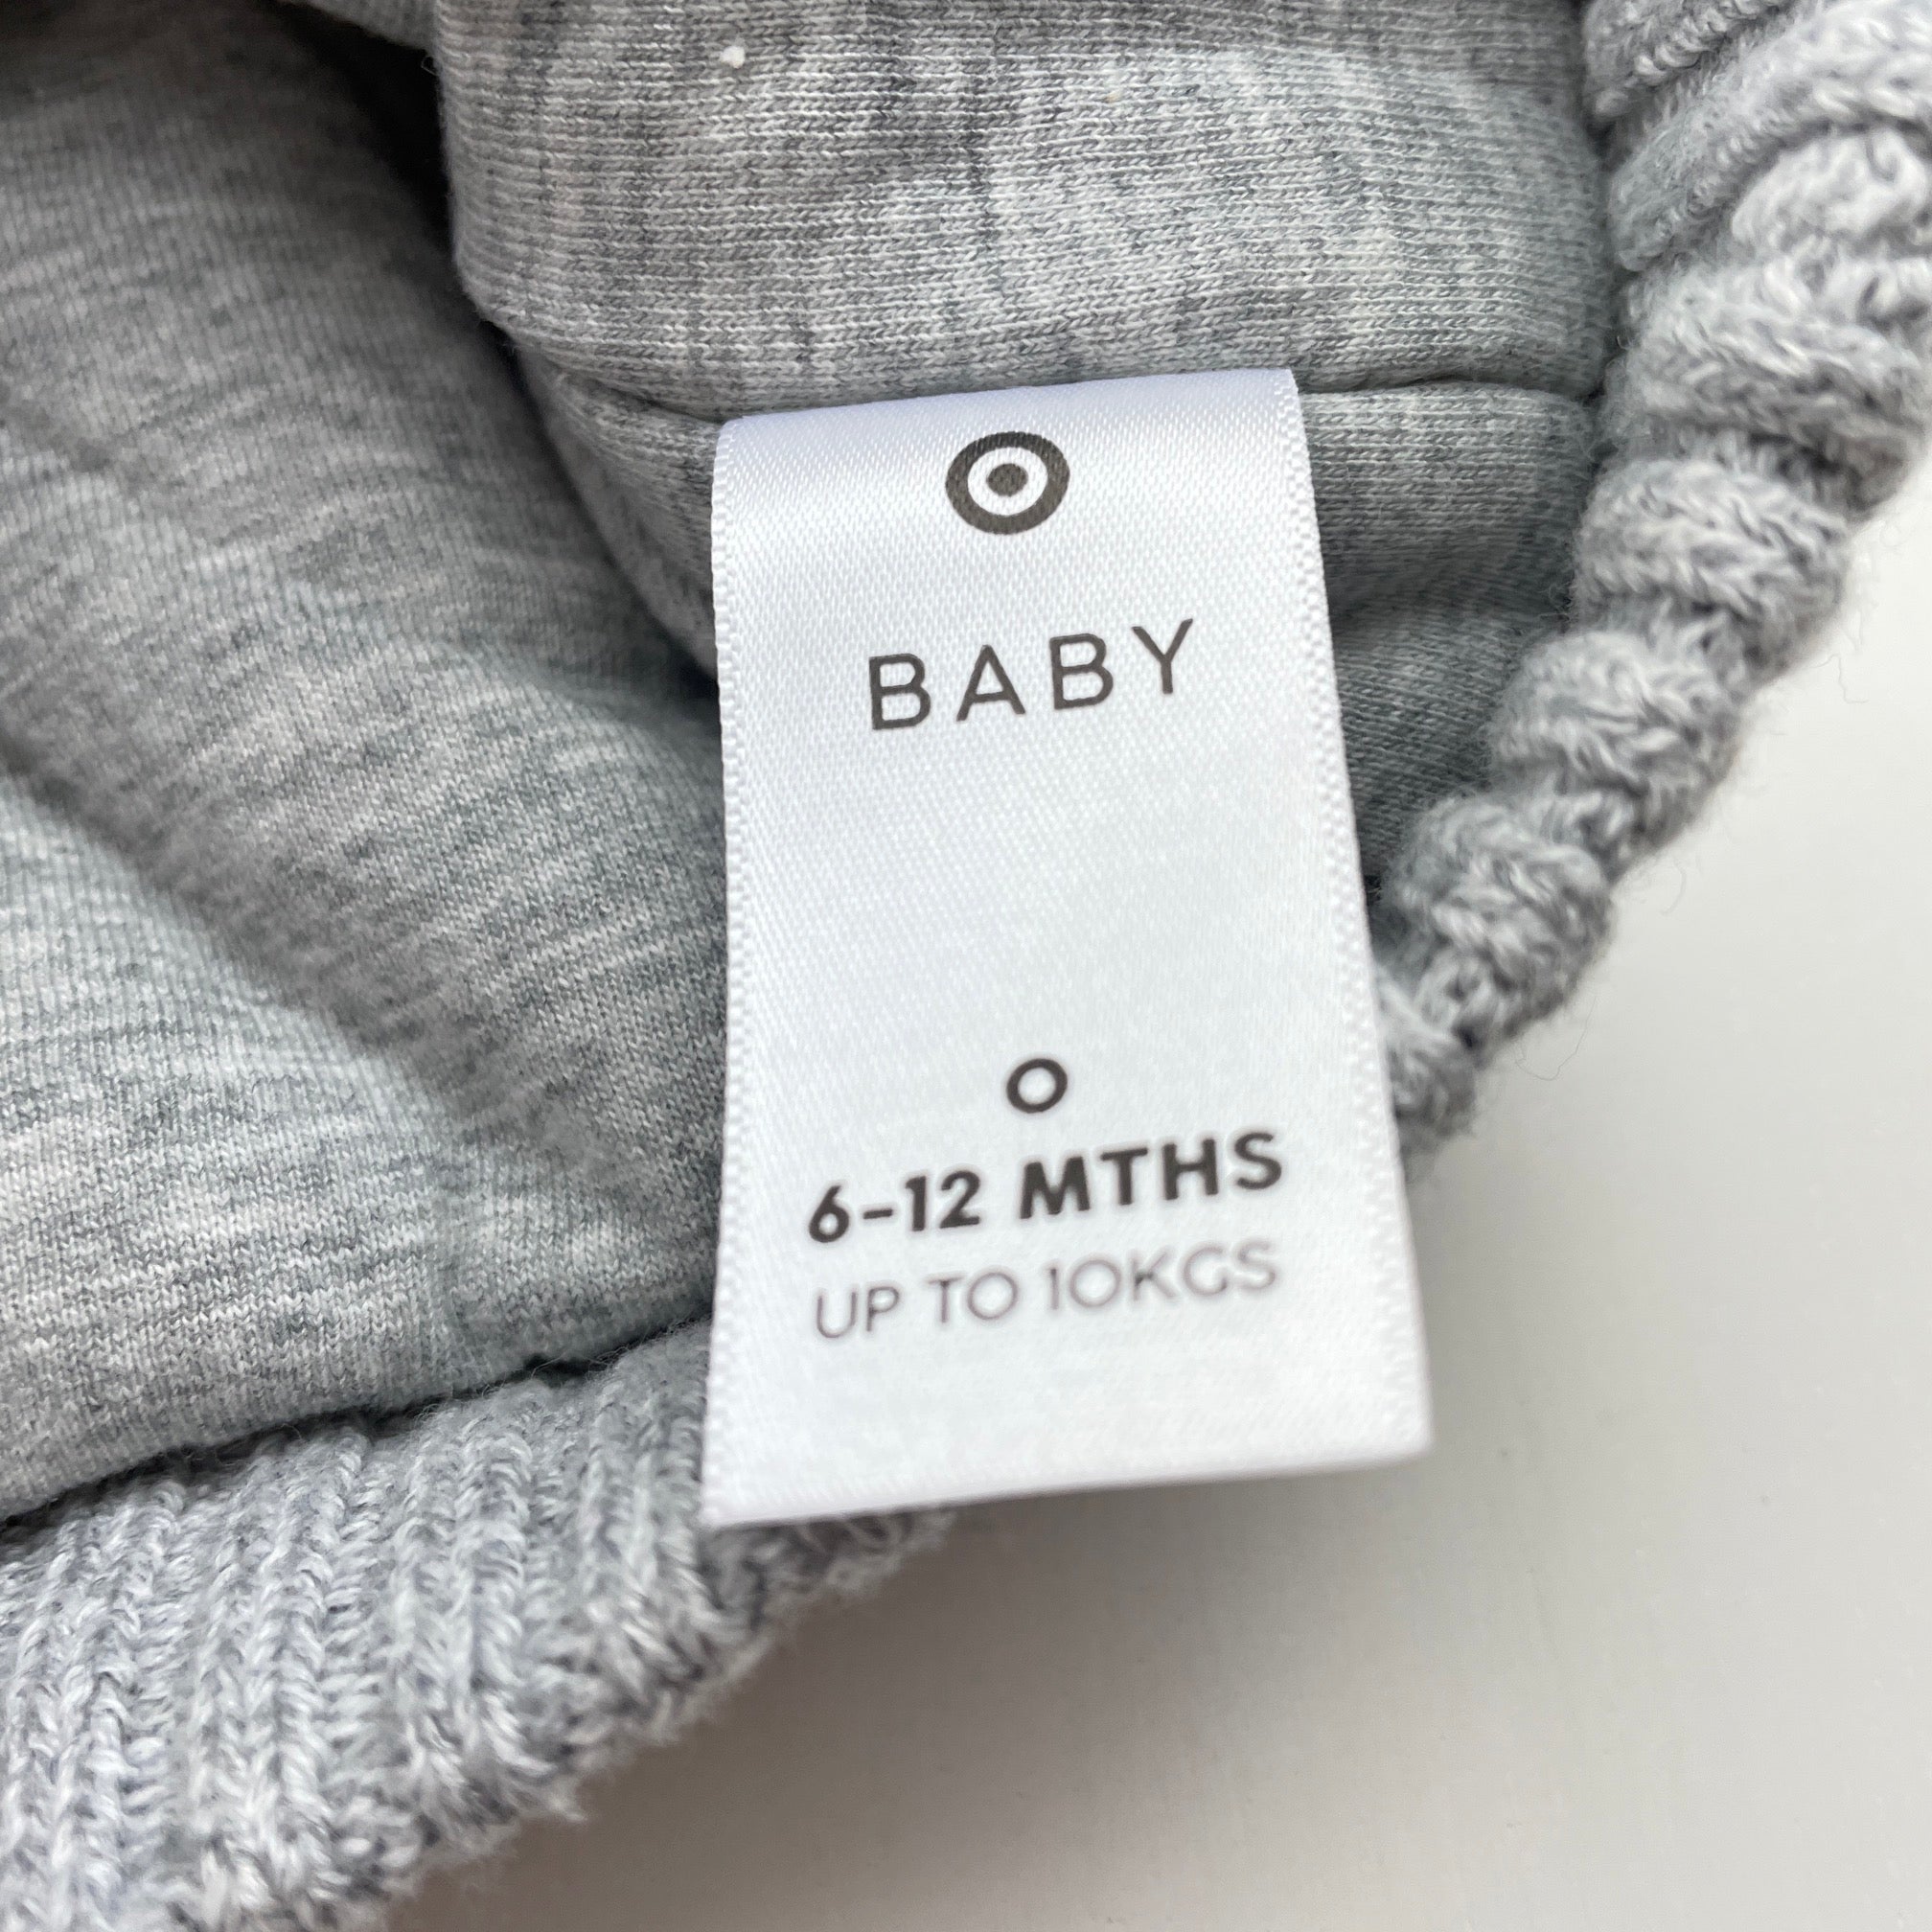 BABY
0
6-12 MTHS
UP TO 10KGS